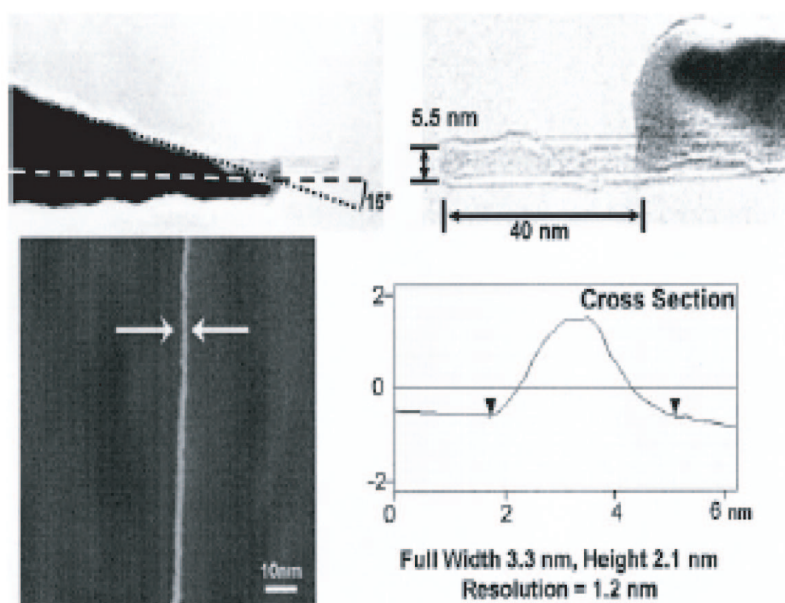 15°
5.5 nm
40 nm
10nm
Cross Section
2
0
-2
0 2 4 6 nm
Full Width 3.3 nm, Height 2.1 nm
Resolution = 1.2 nm